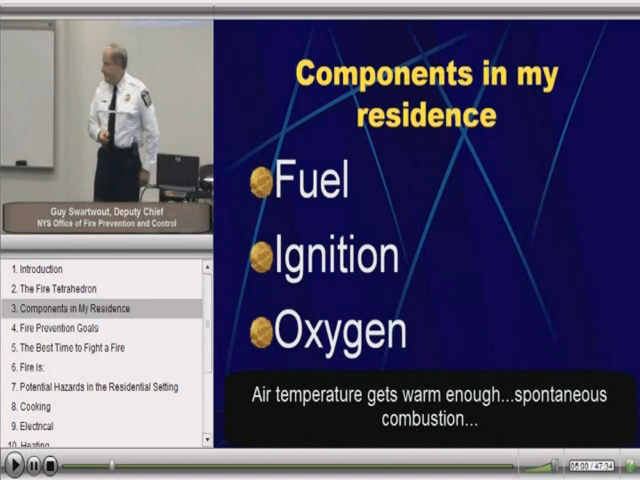 Components in my
residence
Fuel
Ignition
Oxygen
Air temperature gets warm enough...spontaneous
combustion...
Guy Swartwout, Deputy Chief
NYS Office of Fire Prevention and Control
1. Introduction
2. The Fire Tetrahedron
3. Components in My Residence
4. Fire Prevention Goals
5. The Best Time to Fight a Fire
6. Fire Is:
7. Potential Hazards in the Residential Setting
8. Cooking
9. Electrical
10. Heating
05:00 / 47:34